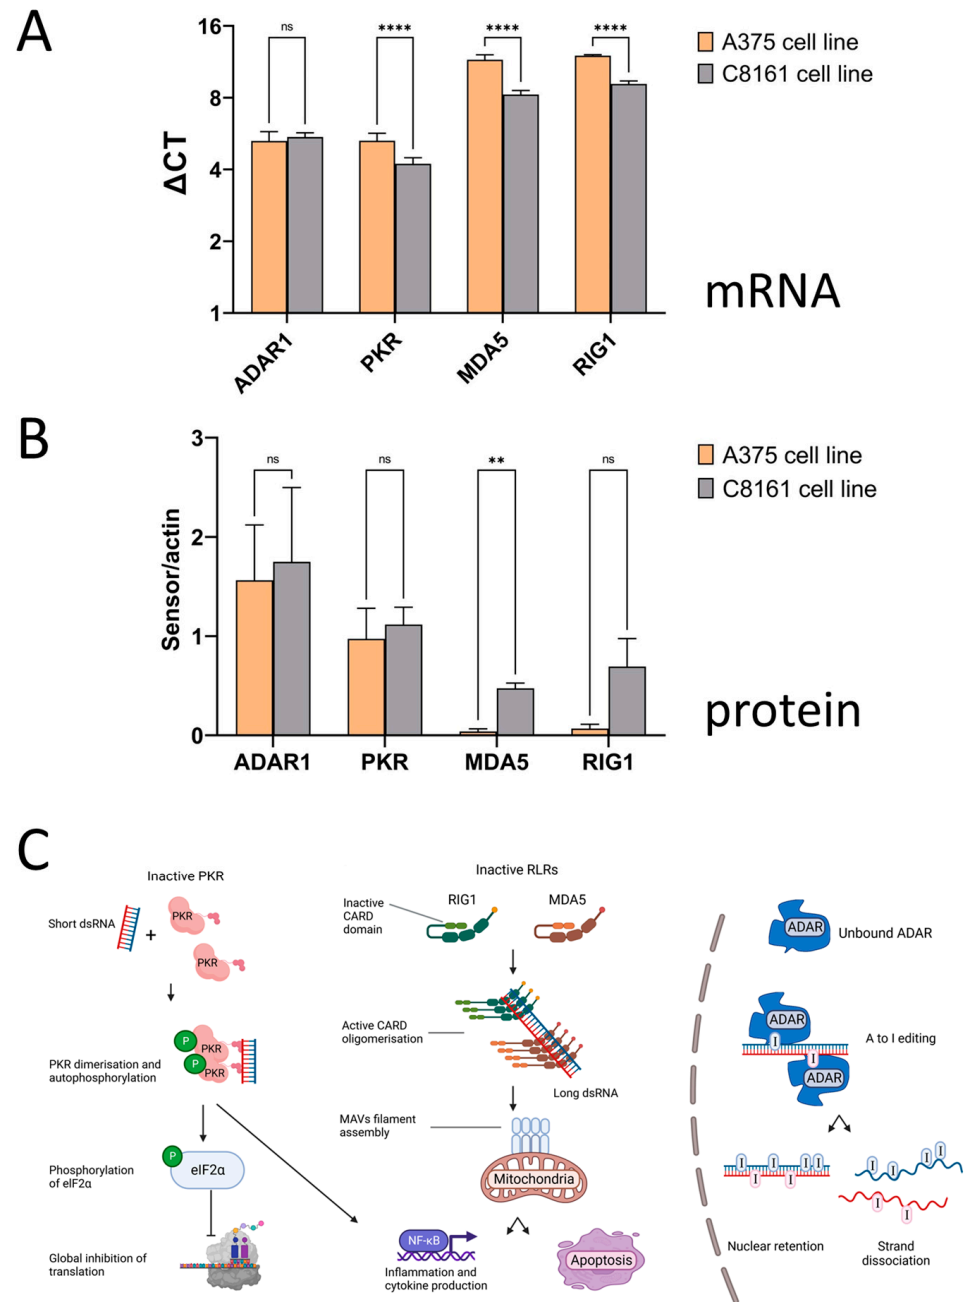 A
16
8
4
2
1
ΔCT
ns
****
****
****
A375 cell line
C8161 cell line
ADAR1
PKR
MDA5
RIG1
mRNA
B
3
2
1
0
Sensor/actin
ns
ns
**
ns
A375 cell line
C8161 cell line
ADAR1
PKR
MDA5
RIG1
protein
C
Inactive PKR
Short dsRNA
+
PKR
PKR
P
PKR
P
PKR
PKR dimerisation and
autophosphorylation
P
eIF2α
Phosphorylation
of eIF2α
Global inhibition of
translation
Inactive RLRs
Inactive
CARD
domain
RIG1
MDA5
Active CARD
oligomerisation
Long dsRNA
MAVs filament
assembly
Mitochondria
NF-κB
Inflammation and
cytokine production
Apoptosis
ADAR
Unbound ADAR
ADAR
I
I
ADAR
A to I editing
I
I
I
I
I
I
I
I
I
I
I
I
Nuclear retention
Strand
dissociation